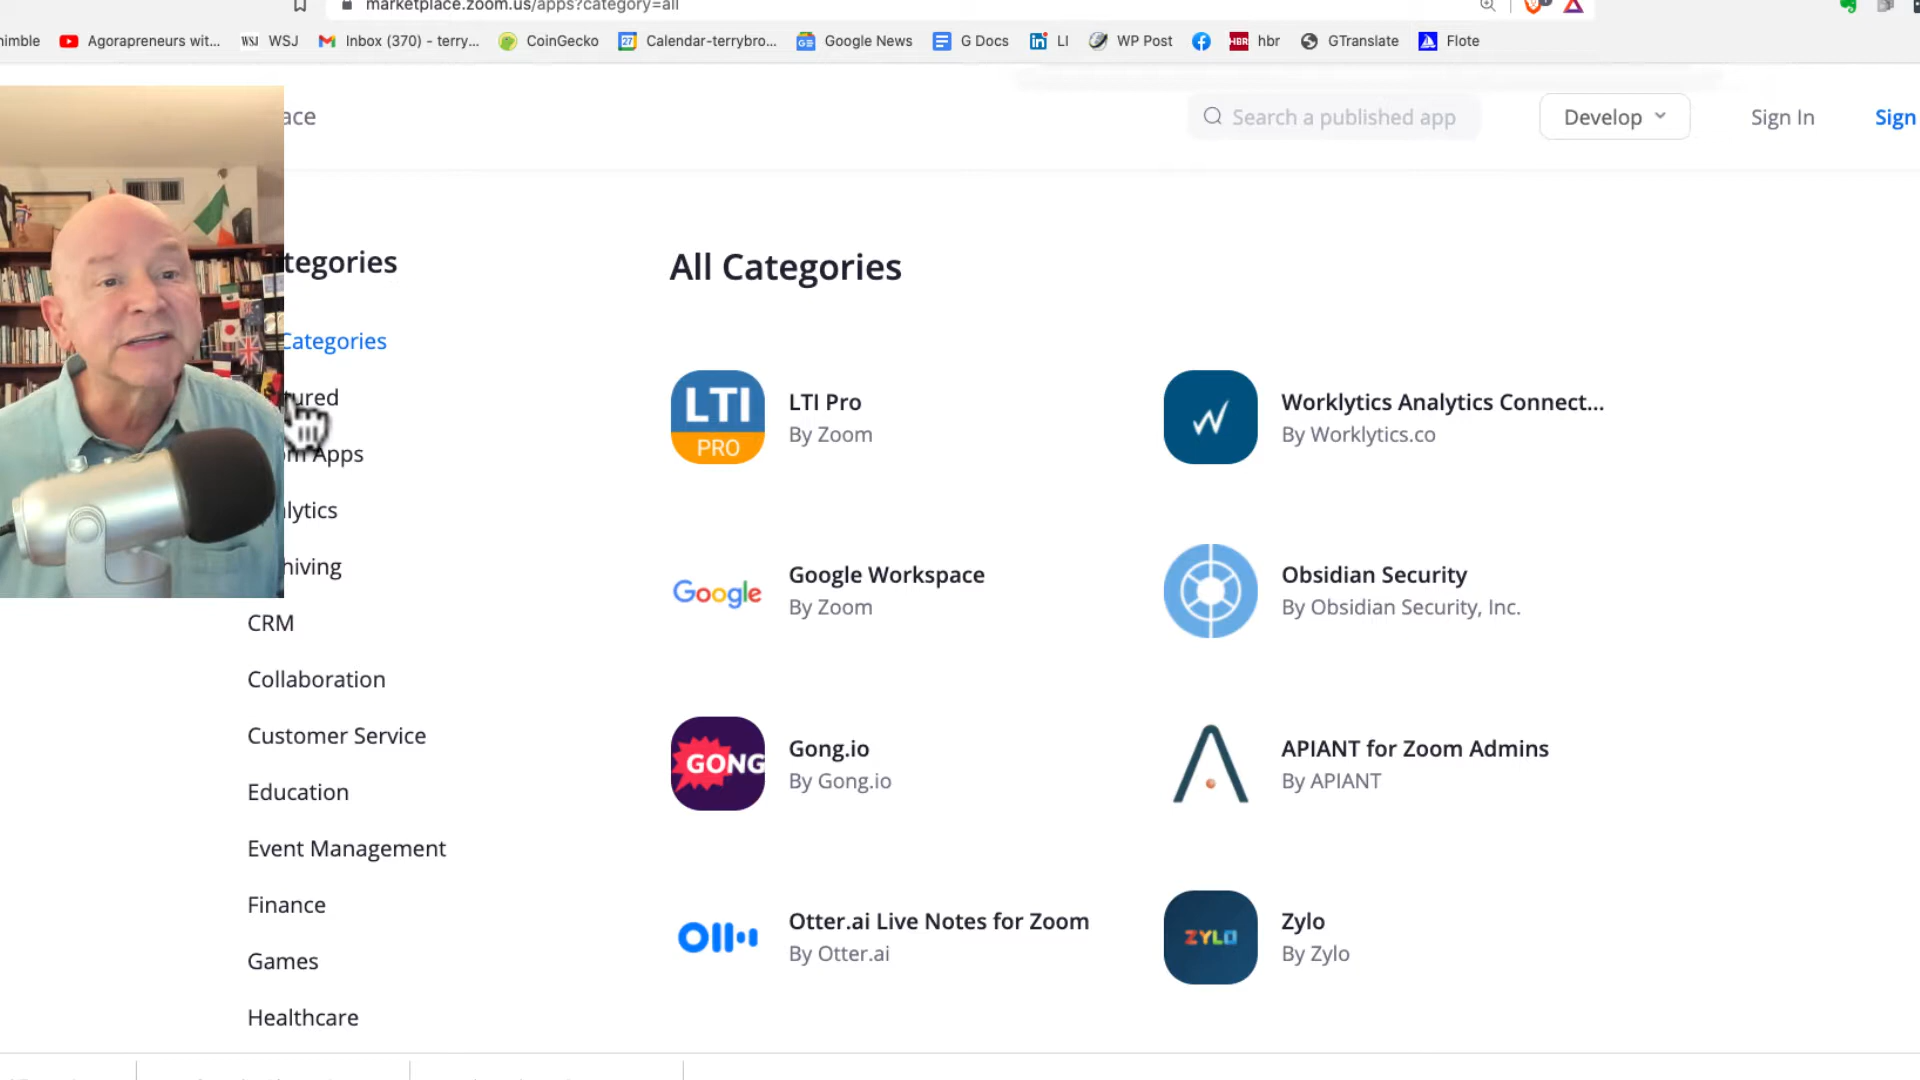 marketplace.zoom.us/apps?category=all
nimble
Agorapreneurs wit...
WSJ
WSJ
Inbox (370) - terry...
CoinGecko
27
Calendar-terrybro...
Google News
G Docs
LI
WP Post
HBR
hbr
GTranslate
Flote
ace
Search a published app
Develop
Sign In
Sign
tegories
All Categories
Categories
tured
m Apps
lytics
hiving
CRM
Collaboration
Customer Service
Education
Event Management
Finance
Games
Healthcare
LTI
PRO
LTI Pro
By Zoom
Worklytics Analytics Connect...
By Worklytics.co
Google
Google Workspace
By Zoom
Obsidian Security
By Obsidian Security, Inc.
GONG
Gong.io
By Gong.io
APIANT for Zoom Admins
By APIANT
Otter.ai Live Notes for Zoom
By Otter.ai
ZYLO
Zylo
By Zylo